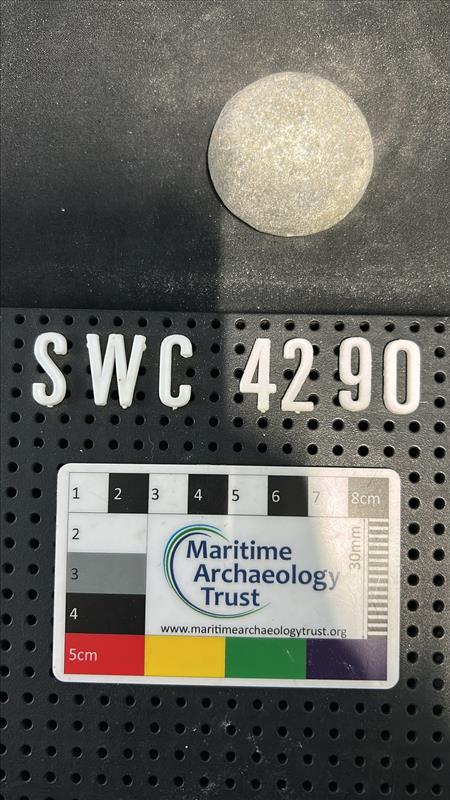 SWC 4290
1 2 3 4 5 6 7 8cm
2
3
4
5cm
30mm
Maritime
Archaeology
Trust
www.maritimearchaeologytrust.org